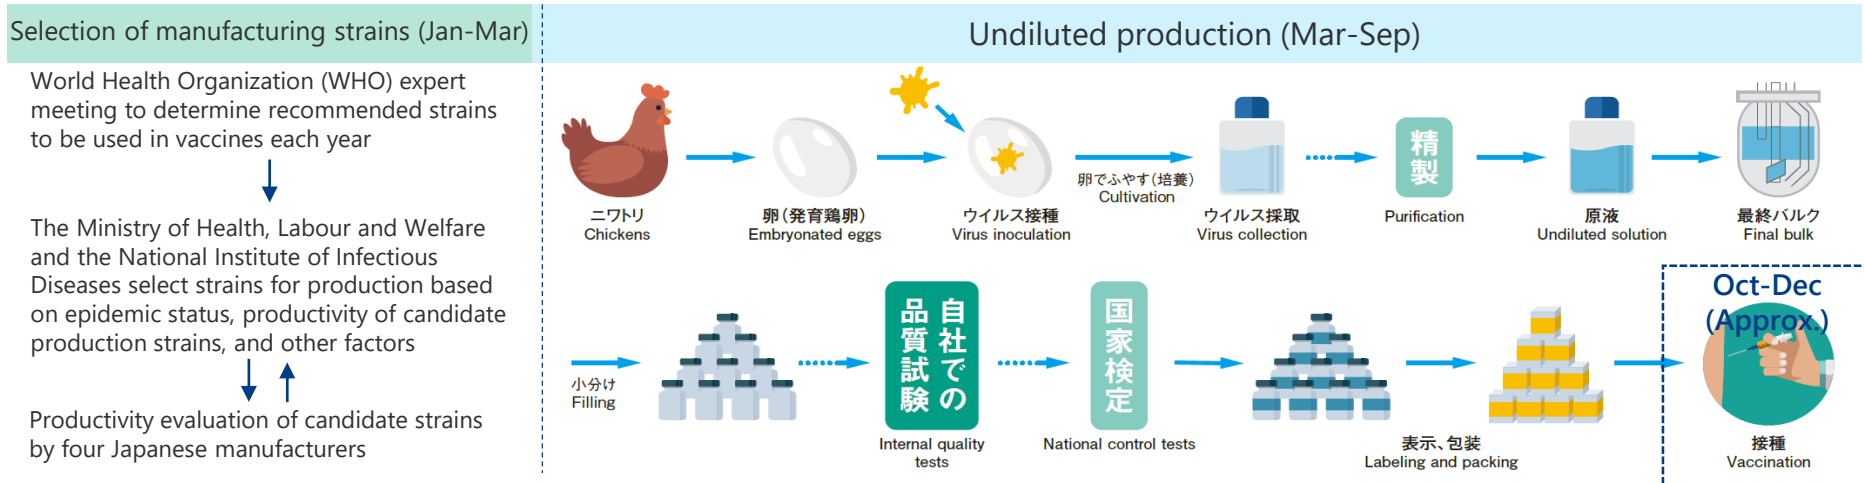 Selection of manufacturing strains (Jan-Mar)
World Health Organization (WHO) expert
meeting to determine recommended strains
to be used in vaccines each year
The Ministry of Health, Labour and Welfare
and the National Institute of Infectious
Diseases select strains for production based
on epidemic status, productivity of candidate
production strains, and other factors
Productivity evaluation of candidate strains
by four Japanese manufacturers
Undiluted production (Mar-Sep)
ニワトリ
Chickens
卵(発育鶏卵)
Embryonated eggs
ウイルス接種
Virus inoculation
卵でふやす(培養)
Cultivation
ウイルス採取
Virus collection
精製
Purification
原液
Undiluted solution
最終バルク
Final bulk
小分け
Filling
自社での
品質試験
Internal quality
tests
国家検定
National control tests
表示、包装
Labeling and packing
Oct-Dec
(Approx.)
接種
Vaccination